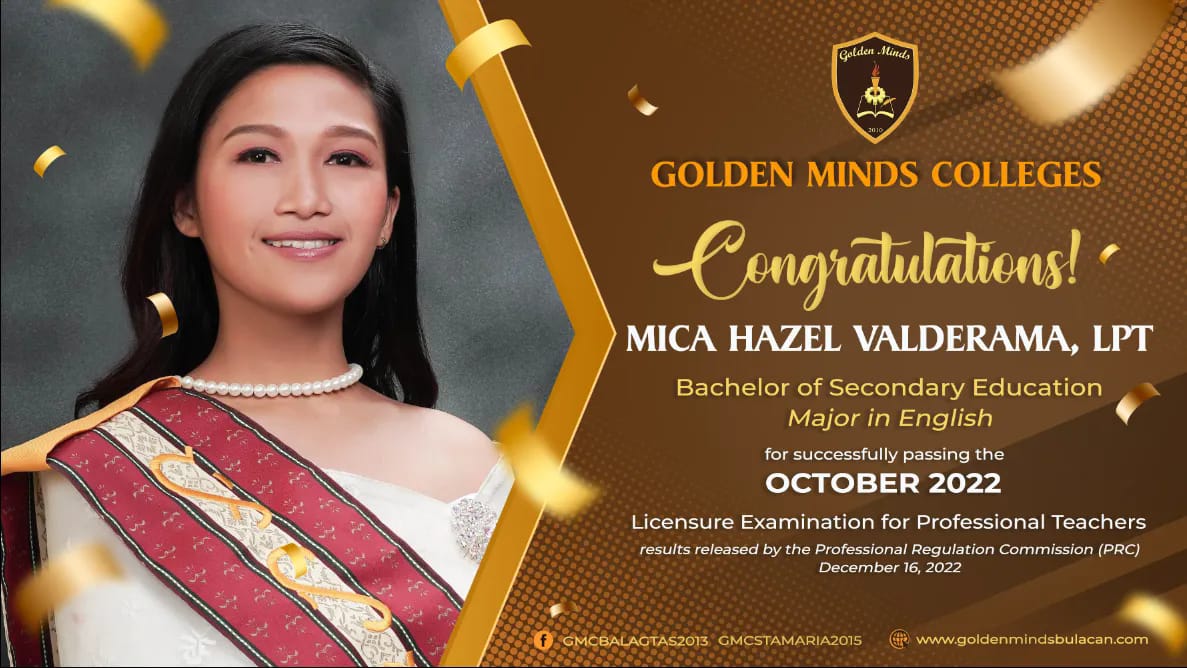 Golden Minds
2010
GOLDEN MINDS COLLEGES
Congratulations!
MICA HAZEL VALDERAMA, LPT
Bachelor of Secondary Education
Major in English
for successfully passing the
OCTOBER 2022
Licensure Examination for Professional Teachers
results released by the Professional Regulation Commission (PRC)
December 16, 2022
GMCBALAGTAS2013 GMCSTAMARIA2015 www.goldenmindsbulacan.com